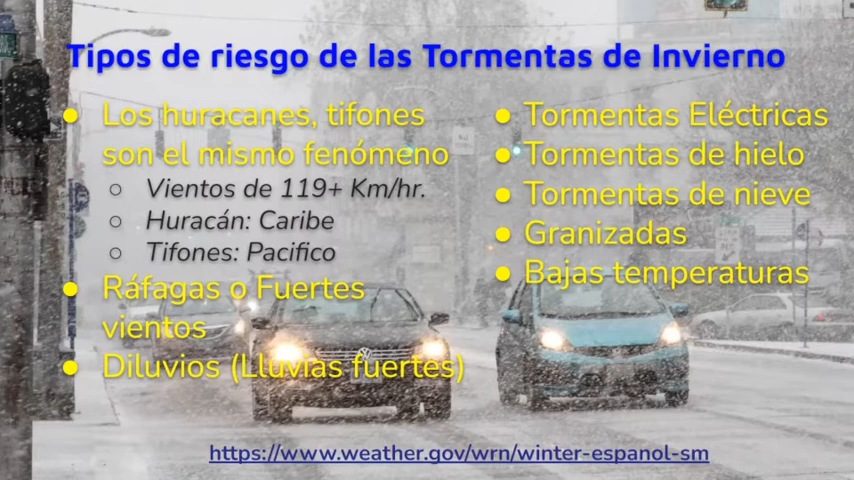 Tipos de riesgo de las Tormentas de Invierno
● Los huracanes, tifones
son el mismo fenómeno
○ Vientos de 119+ Km/hr.
○ Huracán: Caribe
○ Tifones: Pacifico
● Ráfagas o Fuertes
vientos
● Diluvios (Lluvias fuertes)
● Tormentas Eléctricas
● Tormentas de hielo
● Tormentas de nieve
● Granizadas
● Bajas temperaturas
https://www.weather.gov/wrn/winter-espanol-sm